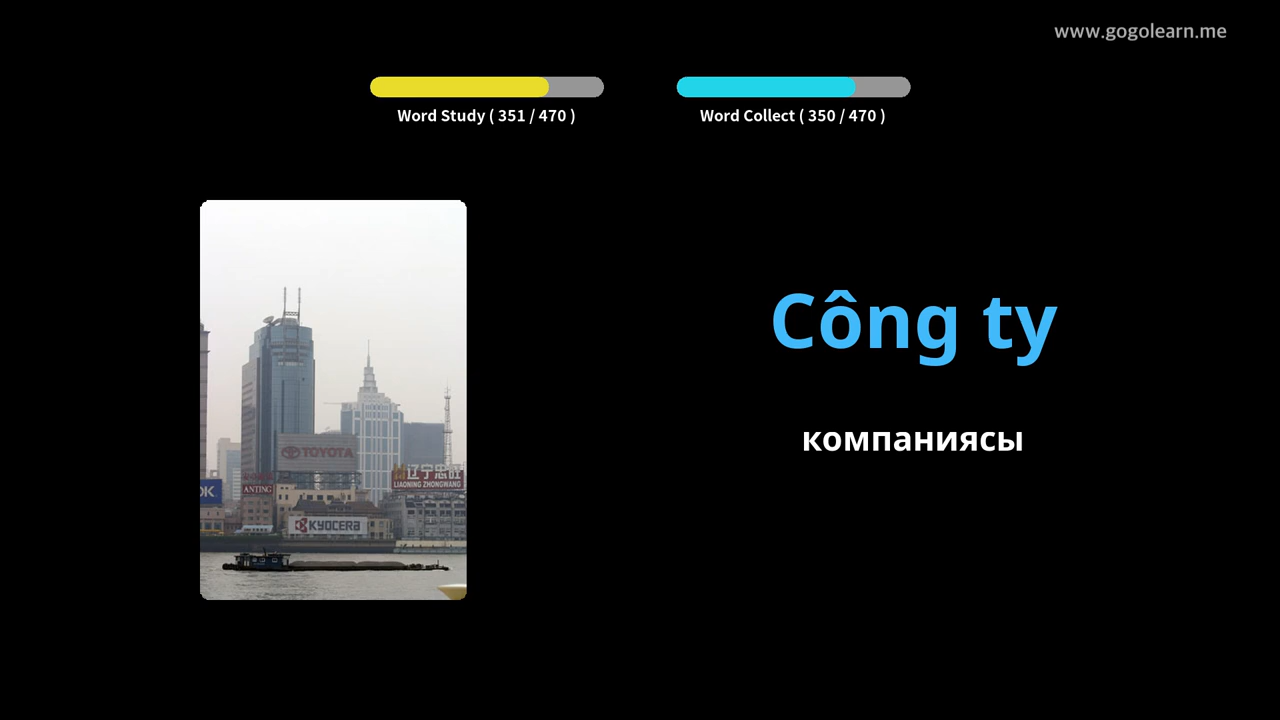 www.gogolearn.me
Word Study ( 351 / 470 )
Word Collect ( 350 / 470 )
Công ty
компаниясы
TOYOTA
辽宁忠旺
LIAONING ZHONGWANG
ANTING
KYOCERA